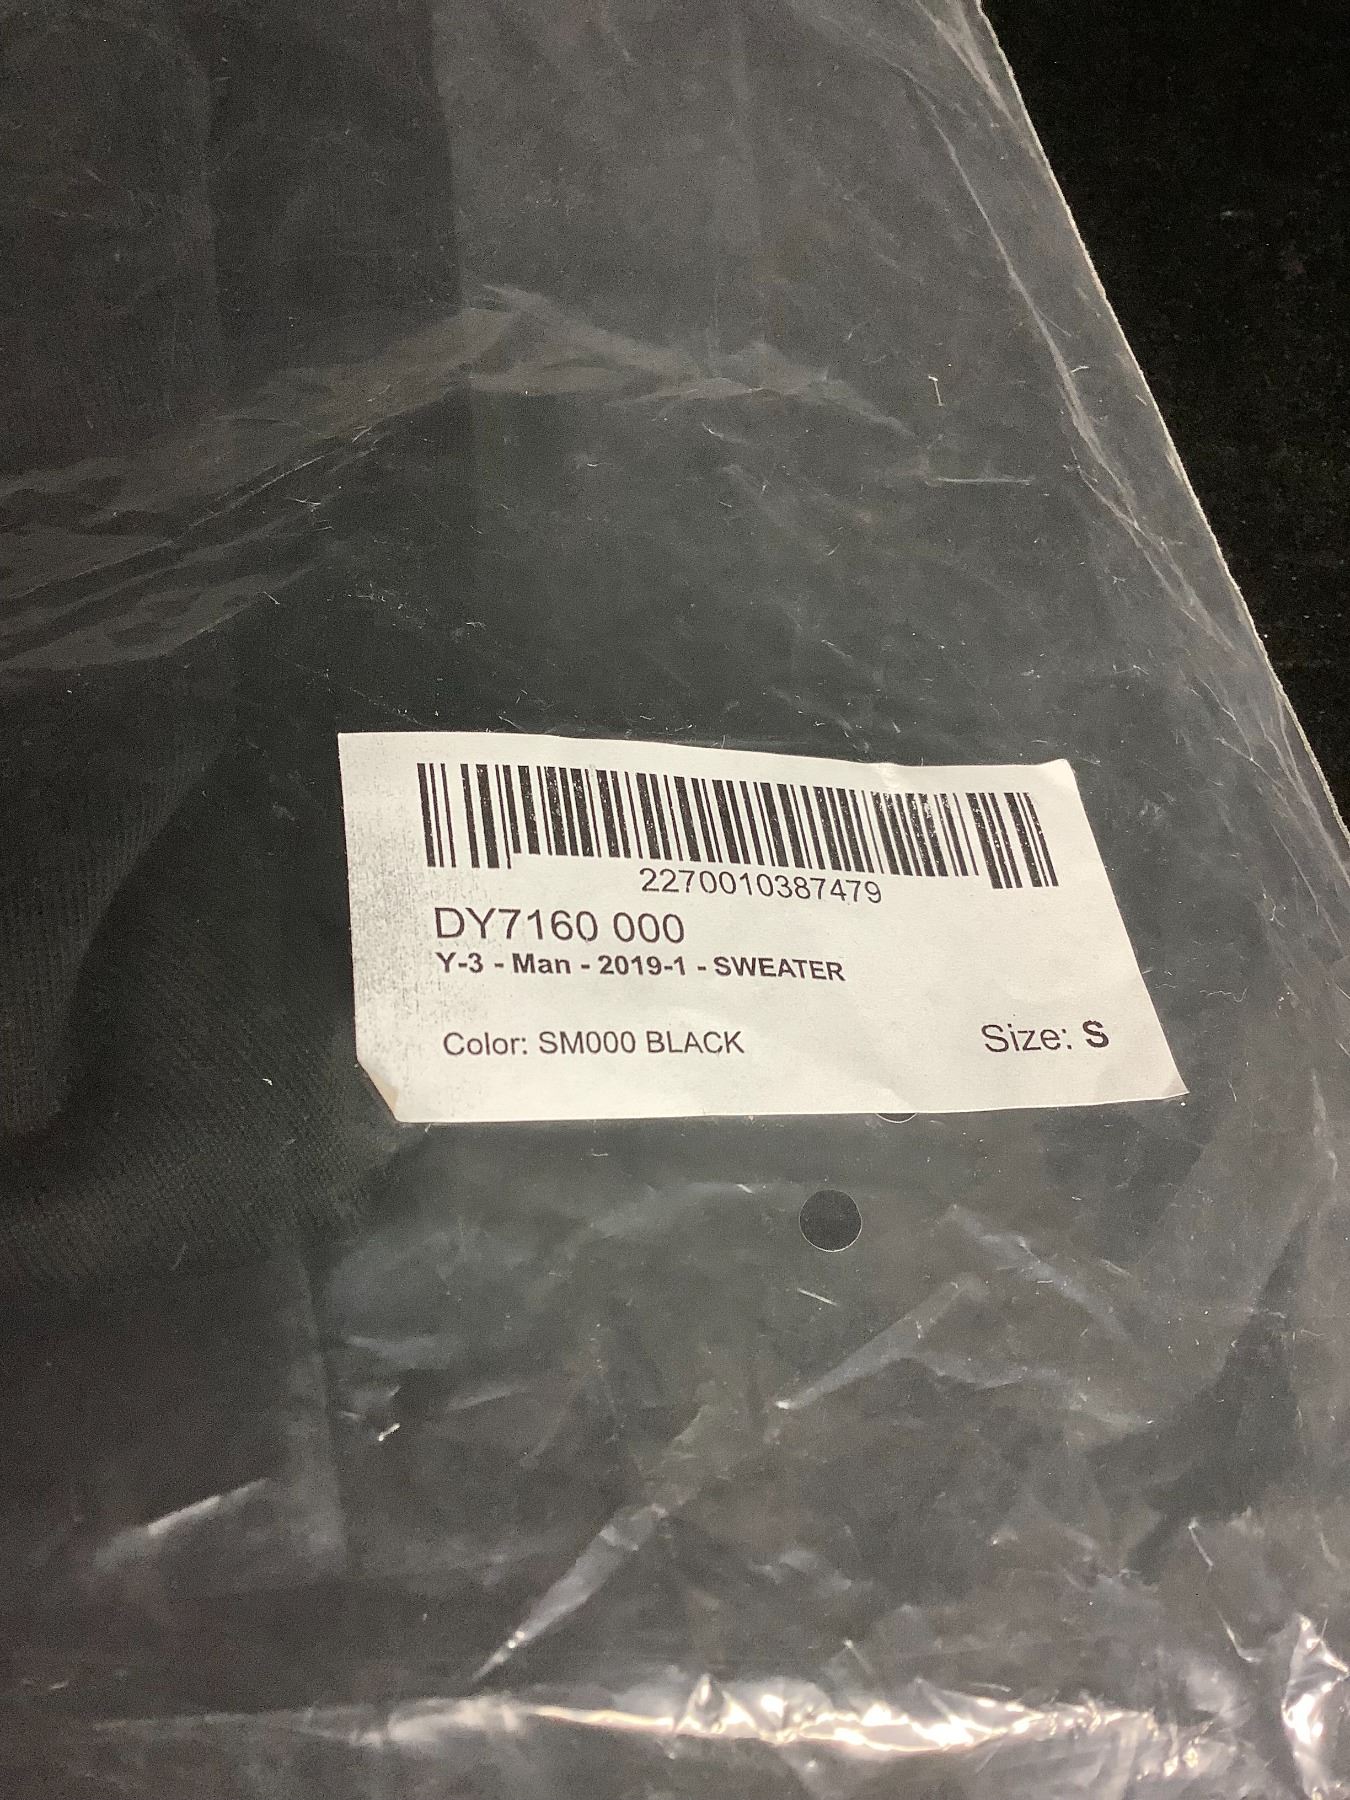 2270010387479
DY7160 000
Y-3 - Man - 2019-1 - SWEATER
Color: SM000 BLACK
Size: S